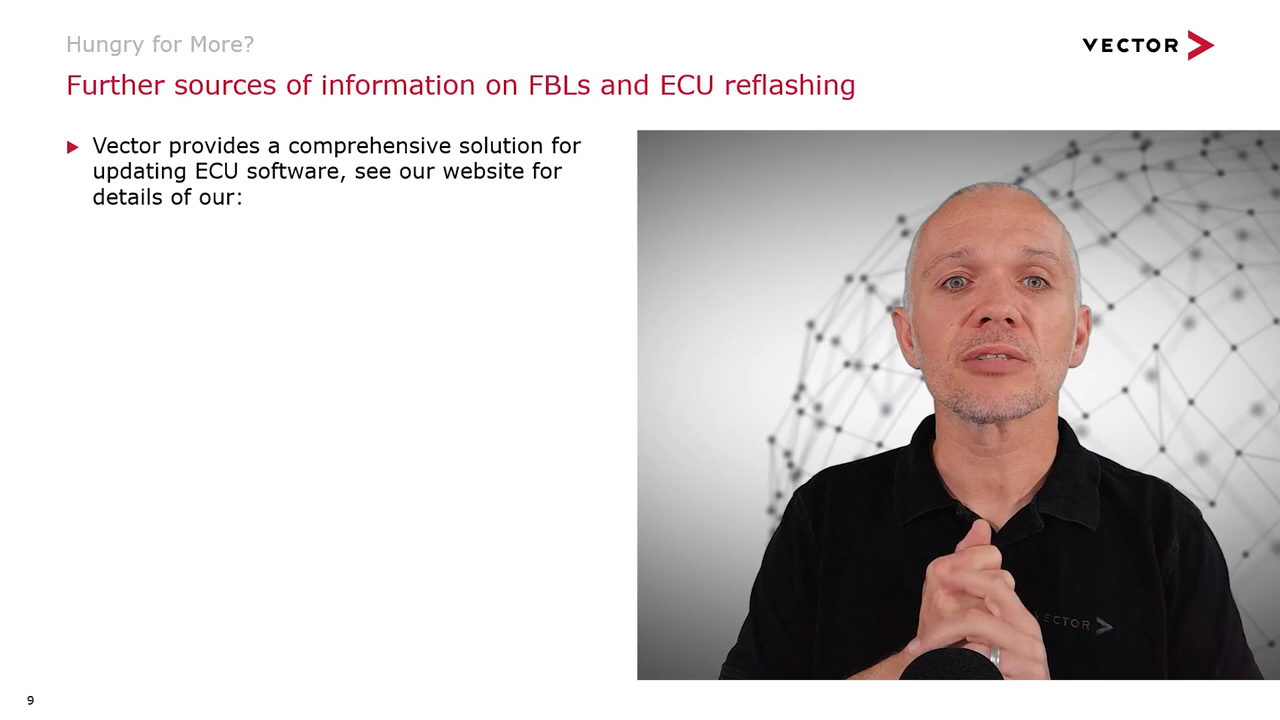 Hungry for More?
VECTOR
Further sources of information on FBLs and ECU reflashing
Vector provides a comprehensive solution for
updating ECU software, see our website for
details of our:
VECTOR
9